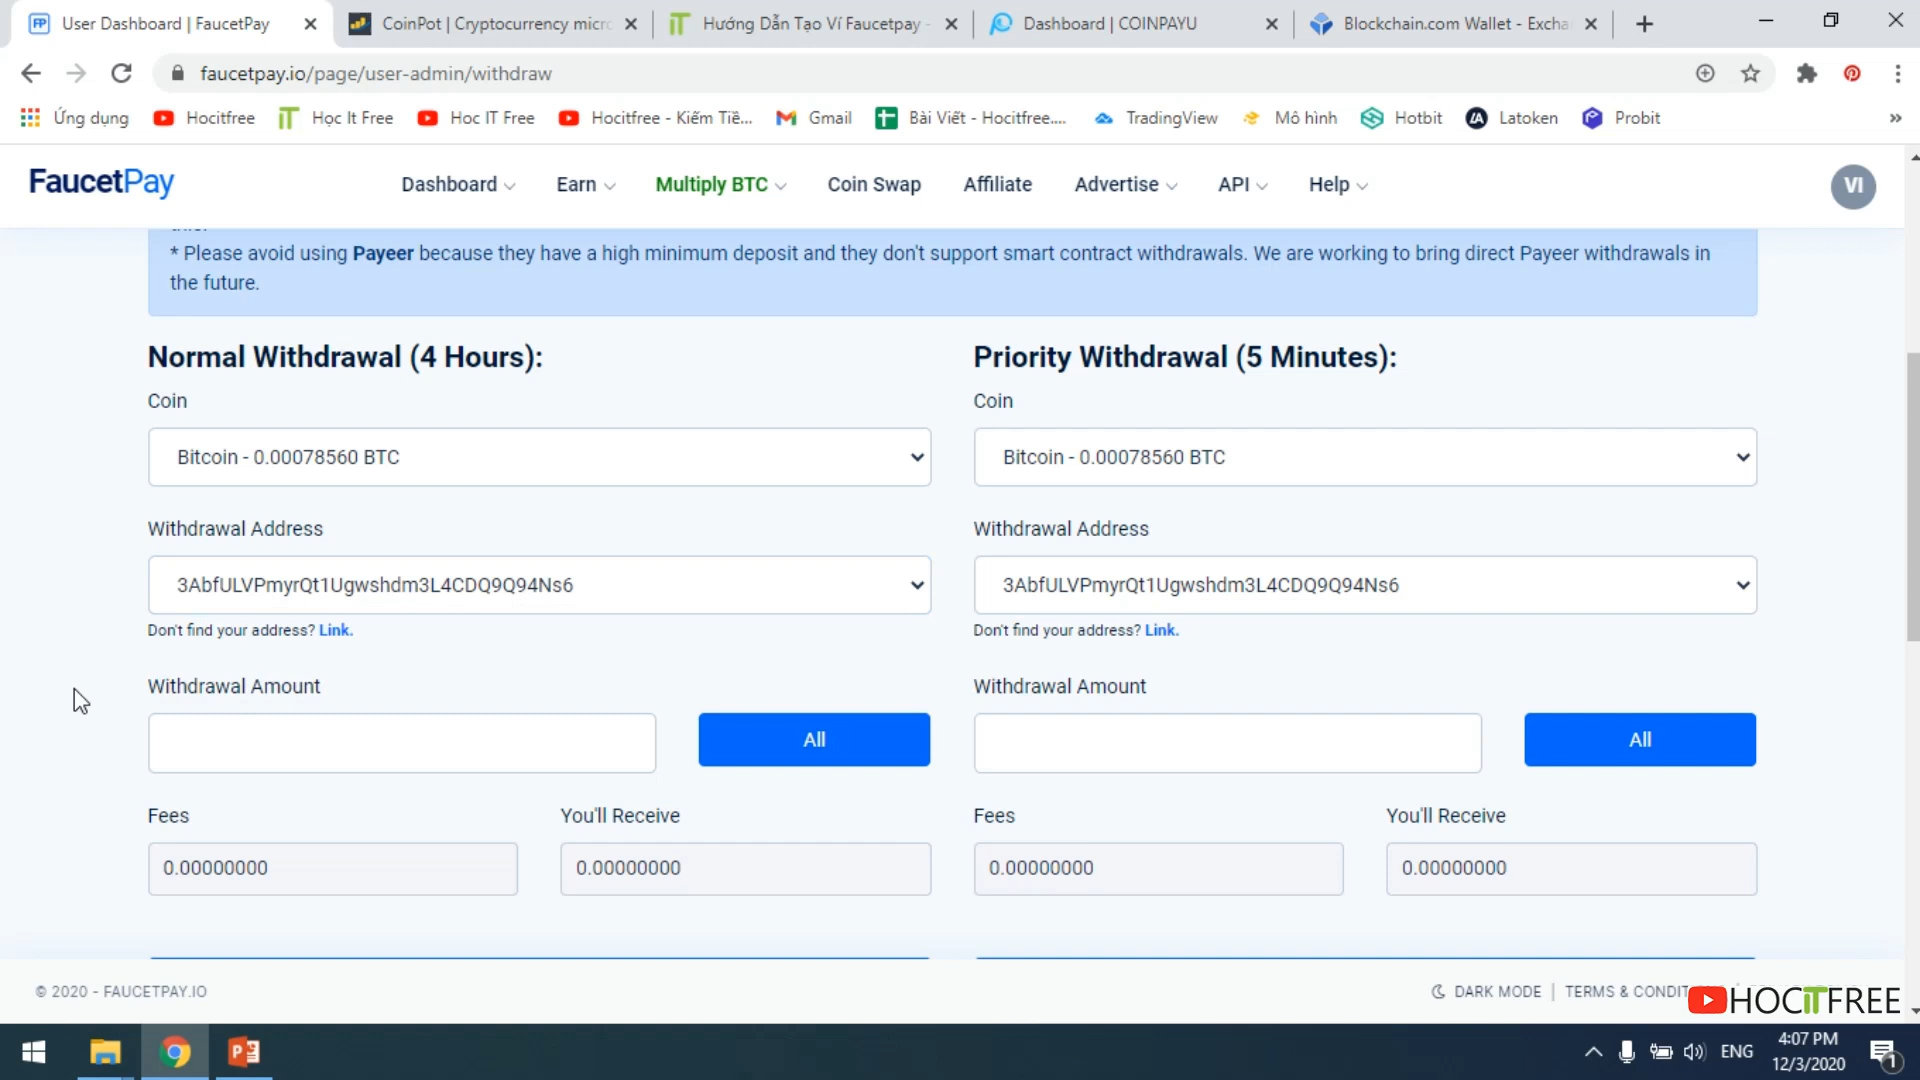 User Dashboard | FaucetPay
CoinPot | Cryptocurrency micro
Hướng Dẫn Tạo Ví Faucetpay -
Dashboard | COINPAYU
Blockchain.com Wallet - Excha
faucetpay.io/page/user-admin/withdraw
Ứng dụng
Hocitfree
Học It Free
Hoc IT Free
Hocitfree - Kiếm Tiề...
Gmail
Bài Viết - Hocitfree....
TradingView
Mô hình
Hotbit
Latoken
Probit
FaucetPay
Dashboard
Earn
Multiply BTC
Coin Swap
Affiliate
Advertise
API
Help
VI
* Please avoid using Payeer because they have a high minimum deposit and they don't support smart contract withdrawals. We are working to bring direct Payeer withdrawals in
the future.
Normal Withdrawal (4 Hours):
Coin
Bitcoin - 0.00078560 BTC
Withdrawal Address
3AbfULVPmyrQt1Ugwshdm3L4CDQ9Q94Ns6
Don't find your address? Link.
Withdrawal Amount
All
Fees
You'll Receive
0.00000000
0.00000000
Priority Withdrawal (5 Minutes):
Coin
Bitcoin - 0.00078560 BTC
Withdrawal Address
3AbfULVPmyrQt1Ugwshdm3L4CDQ9Q94Ns6
Don't find your address? Link.
Withdrawal Amount
All
Fees
You'll Receive
0.00000000
0.00000000
© 2020 - FAUCETPAY.IO
DARK MODE | TERMS & CONDIT
HOCITFREE
ENG
4:07 PM
12/3/2020
1